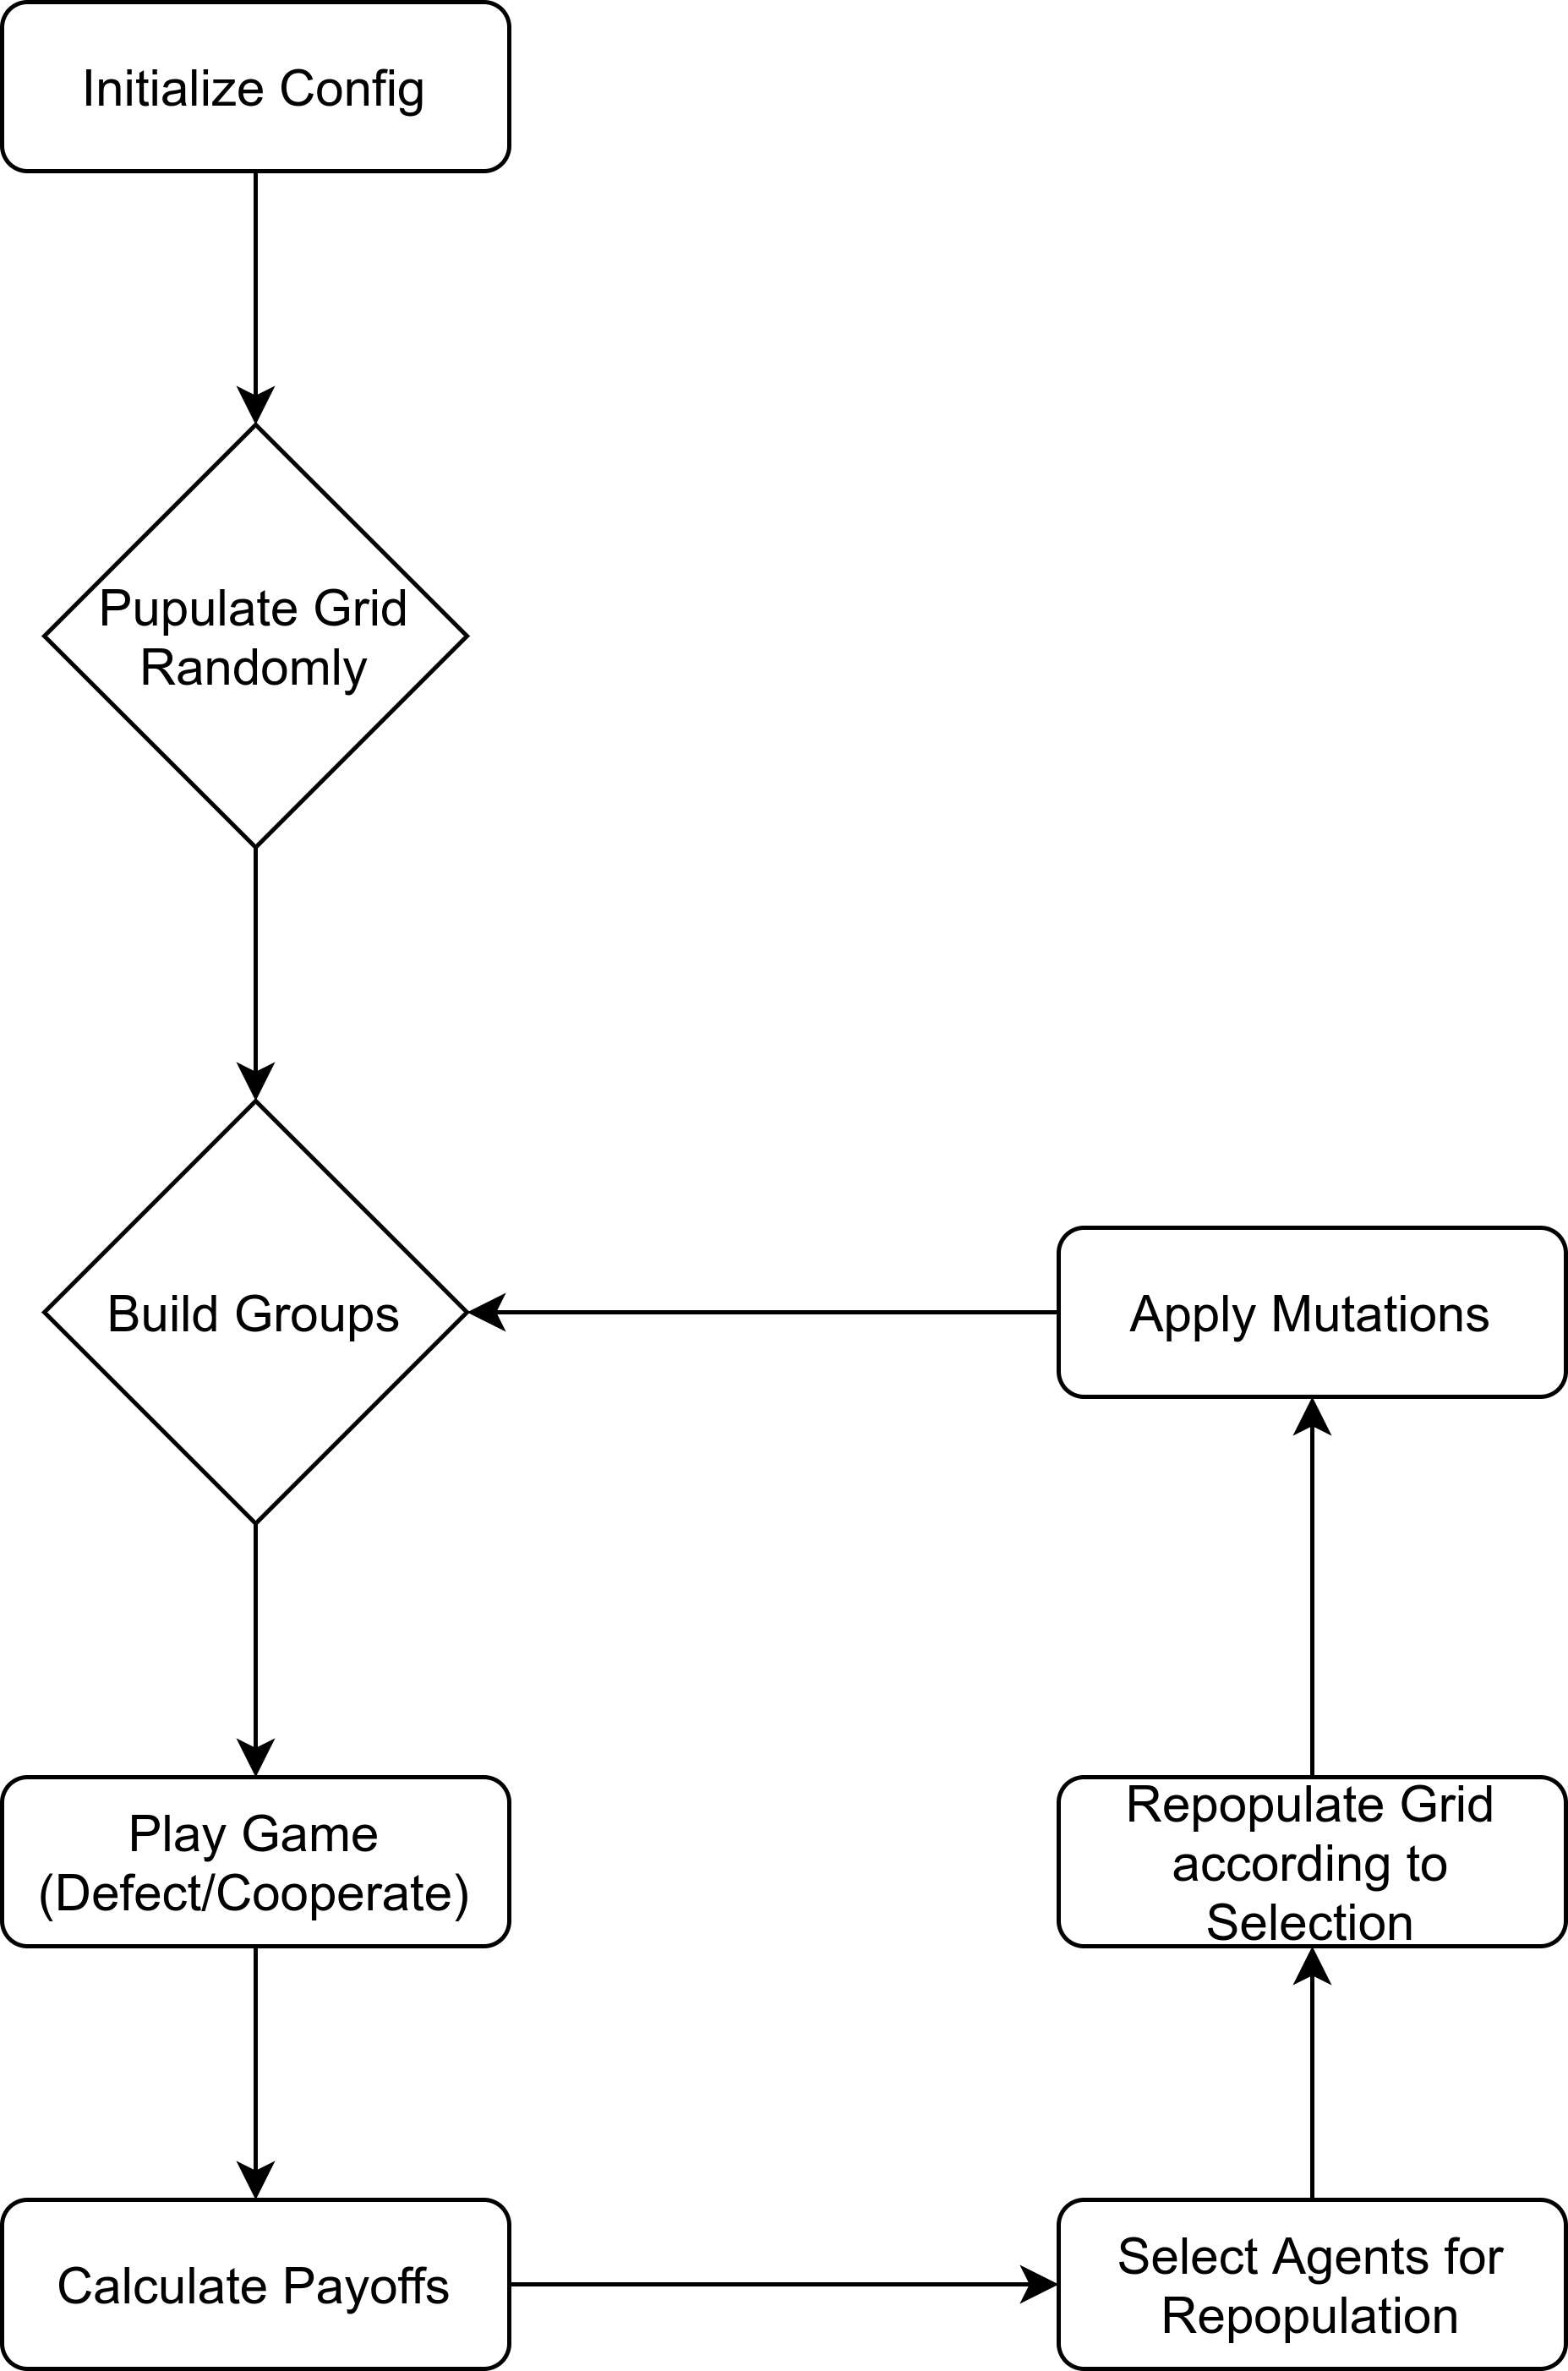 Initialize Config
Pupulate Grid
Randomly
Build Groups
Apply Mutations
Play Game
(Defect/Cooperate)
Repopulate Grid
according to
Selection
Calculate Payoffs
Select Agents for
Repopulation